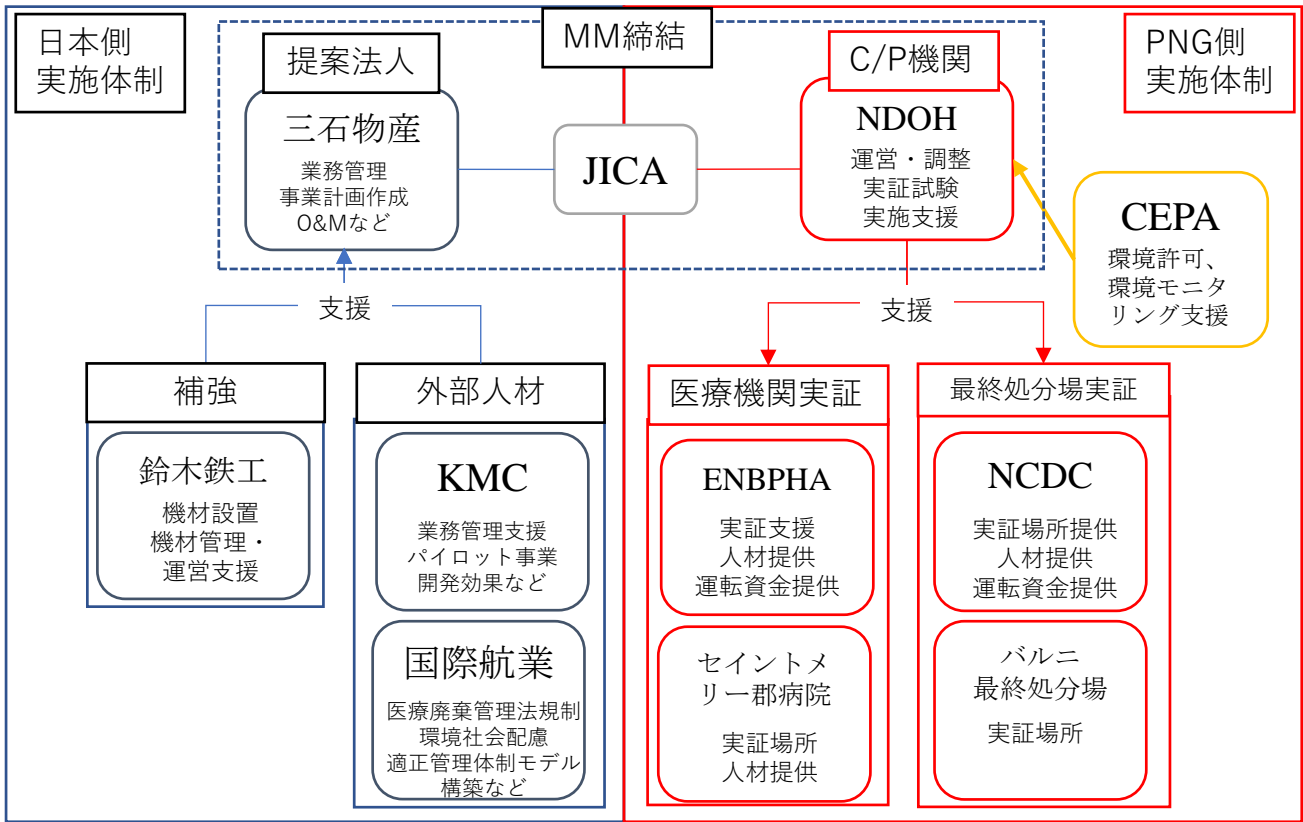 日本側
実施体制
MM締結
PNG側
実施体制
提案法人
三石物産
業務管理
事業計画作成
O&Mなど
JICA
C/P機関
NDOH
運営・調整
実証試験
実施支援
CEPA
環境許可、
環境モニタ
リング支援
支援
支援
補強
鈴木鉄工
機材設置
機材管理・
運営支援
外部人材
KMC
業務管理支援
パイロット事業
開発効果など
国際航業
医療廃棄管理法規制
環境社会配慮
適正管理体制モデル
構築など
医療機関実証
ENBPHA
実証支援
人材提供
運転資金提供
セイントメ
リー郡病院
実証場所
人材提供
最終処分場実証
NCDC
実証場所提供
人材提供
運転資金提供
バルニ
最終処分場
実証場所